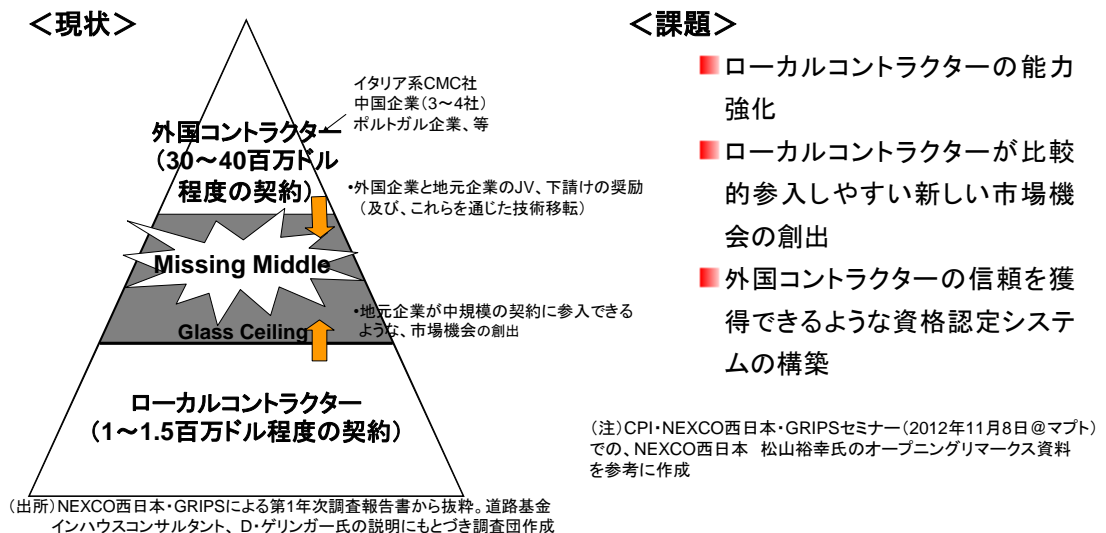 ＜現状＞
イタリア系CMC社
中国企業（3～4社）
ポルトガル企業、等
外国コントラクター
（30～40百万ドル
程度の契約）
・外国企業と地元企業のJV、下請けの奨励
（及び、これらを通じた技術移転）
Missing Middle
・地元企業が中規模の契約に参入できる
ような、市場機会の創出
Glass Ceiling
ローカルコントラクター
（1～1.5百万ドル程度の契約）
（出所）NEXCO西日本・GRIPSによる第1年次調査報告書から抜粋。道路基金
インハウスコンサルタント、D・ゲリンガー氏の説明にもとづき調査団作成
＜課題＞
ローカルコントラクターの能力
強化
ローカルコントラクターが比較
的参入しやすい新しい市場機
会の創出
外国コントラクターの信頼を獲
得できるような資格認定システ
ムの構築
（注）CPI・NEXCO西日本・GRIPSセミナー（2012年11月8日＠マプト）
での、NEXCO西日本　松山裕幸氏のオープニングリマークス資料
を参考に作成